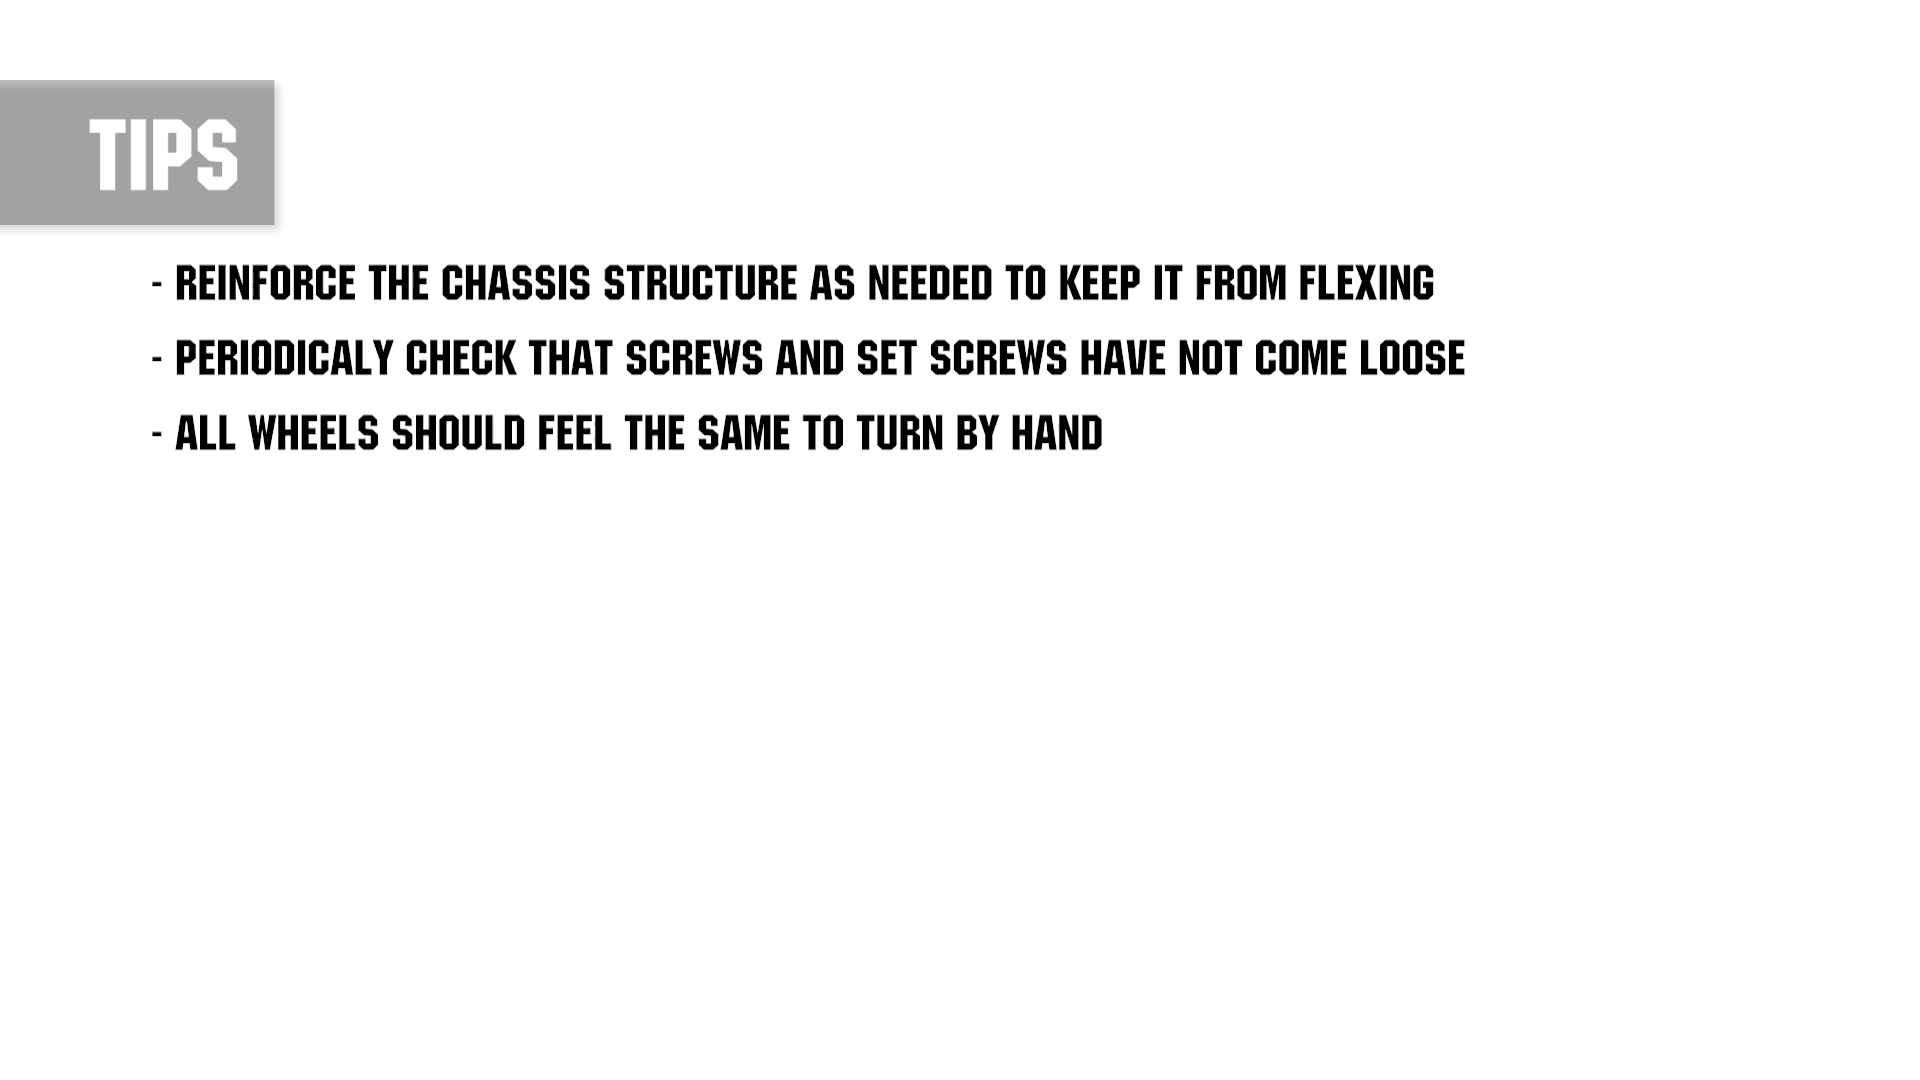 TIPS
- REINFORCE THE CHASSIS STRUCTURE AS NEEDED TO KEEP IT FROM FLEXING
- PERIODICALY CHECK THAT SCREWS AND SET SCREWS HAVE NOT COME LOOSE
- ALL WHEELS SHOULD FEEL THE SAME TO TURN BY HAND